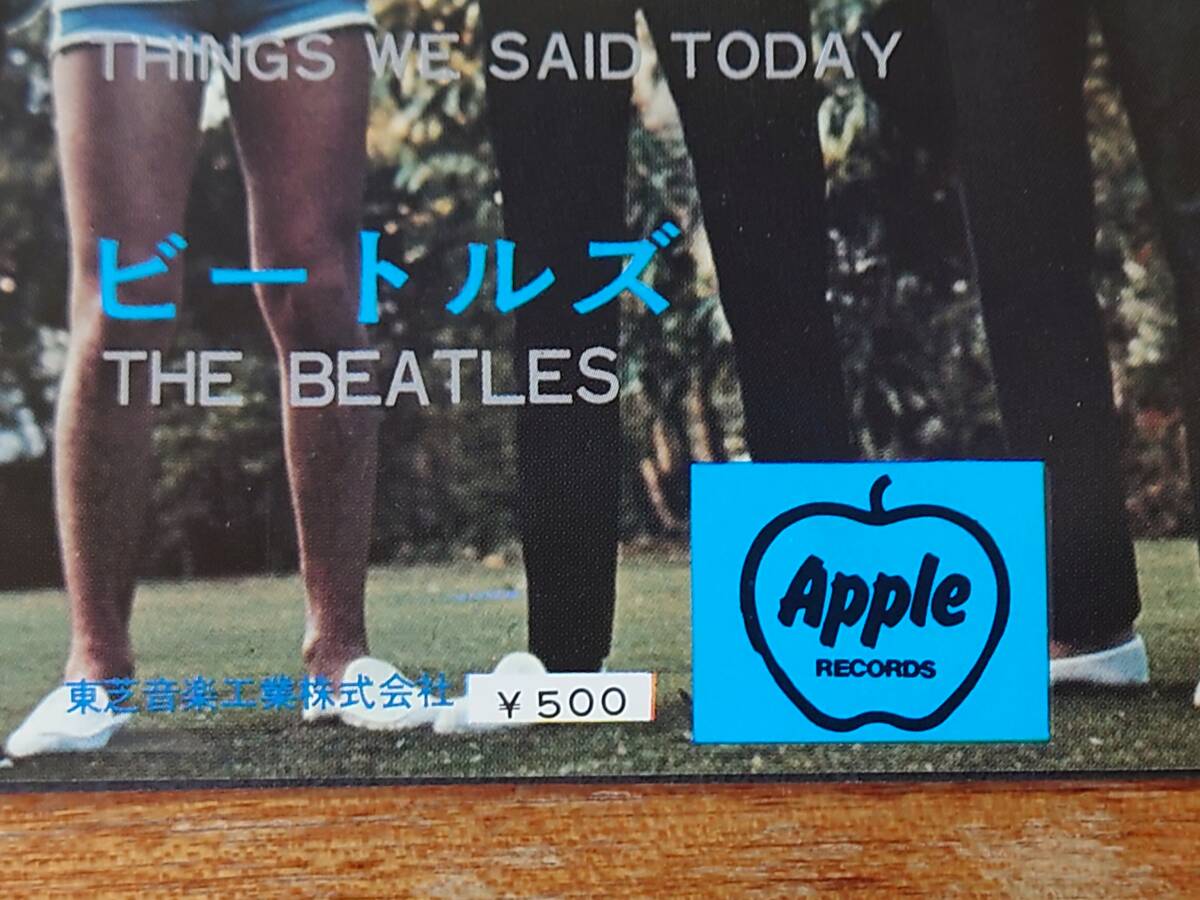 THINGS WE SAID TODAY
ビートルズ
THE BEATLES
東芝音楽工業株式会社
¥500
Apple
RECORDS